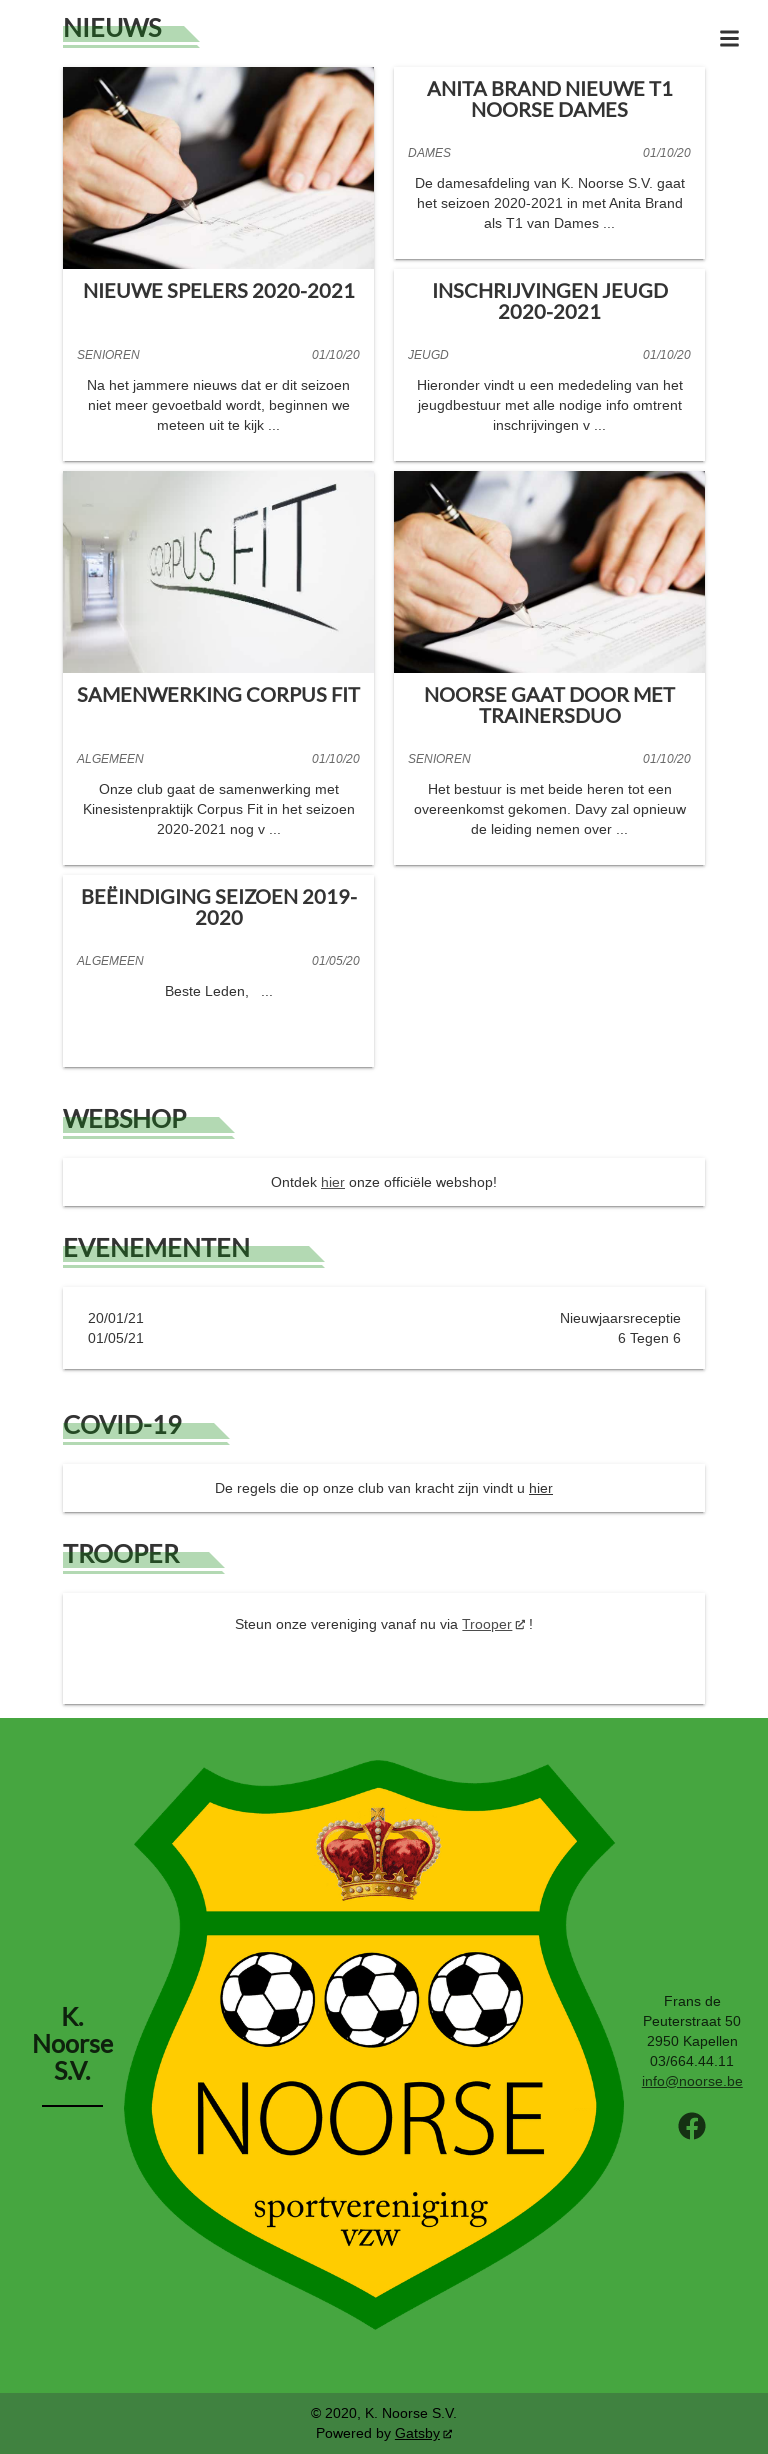 NIEUWS
NIEUWE SPELERS 2020-2021
SENIOREN 01/10/20
Na het jammere nieuws dat er dit seizoen
niet meer gevoetbald wordt, beginnen we
meteen uit te kijk ...
ANITA BRAND NIEUWE T1
NOORSE DAMES
DAMES 01/10/20
De damesafdeling van K. Noorse S.V. gaat
het seizoen 2020-2021 in met Anita Brand
als T1 van Dames ...
INSCHRIJVINGEN JEUGD
2020-2021
JEUGD 01/10/20
Hieronder vindt u een mededeling van het
jeugdbestuur met alle nodige info omtrent
inschrijvingen v ...
CORPUS FIT
SAMENWERKING CORPUS FIT
ALGEMEEN 01/10/20
Onze club gaat de samenwerking met
Kinesistenpraktijk Corpus Fit in het seizoen
2020-2021 nog v ...
NOORSE GAAT DOOR MET
TRAINERSDUO
SENIOREN 01/10/20
Het bestuur is met beide heren tot een
overeenkomst gekomen. Davy zal opnieuw
de leiding nemen over ...
BEËINDIGING SEIZOEN 2019-
2020
ALGEMEEN 01/05/20
Beste Leden, ...
WEBSHOP
Ontdek hier onze officiële webshop!
EVENEMENTEN
20/01/21 Nieuwjaarsreceptie
01/05/21 6 Tegen 6
COVID-19
De regels die op onze club van kracht zijn vindt u hier
TROOPER
Steun onze vereniging vanaf nu via Trooper !
K.
Noorse
S.V.
NOORSE
sportvereniging
vzw
Frans de
Peuterstraat 50
2950 Kapellen
03/664.44.11
info@noorse.be
© 2020, K. Noorse S.V.
Powered by Gatsby